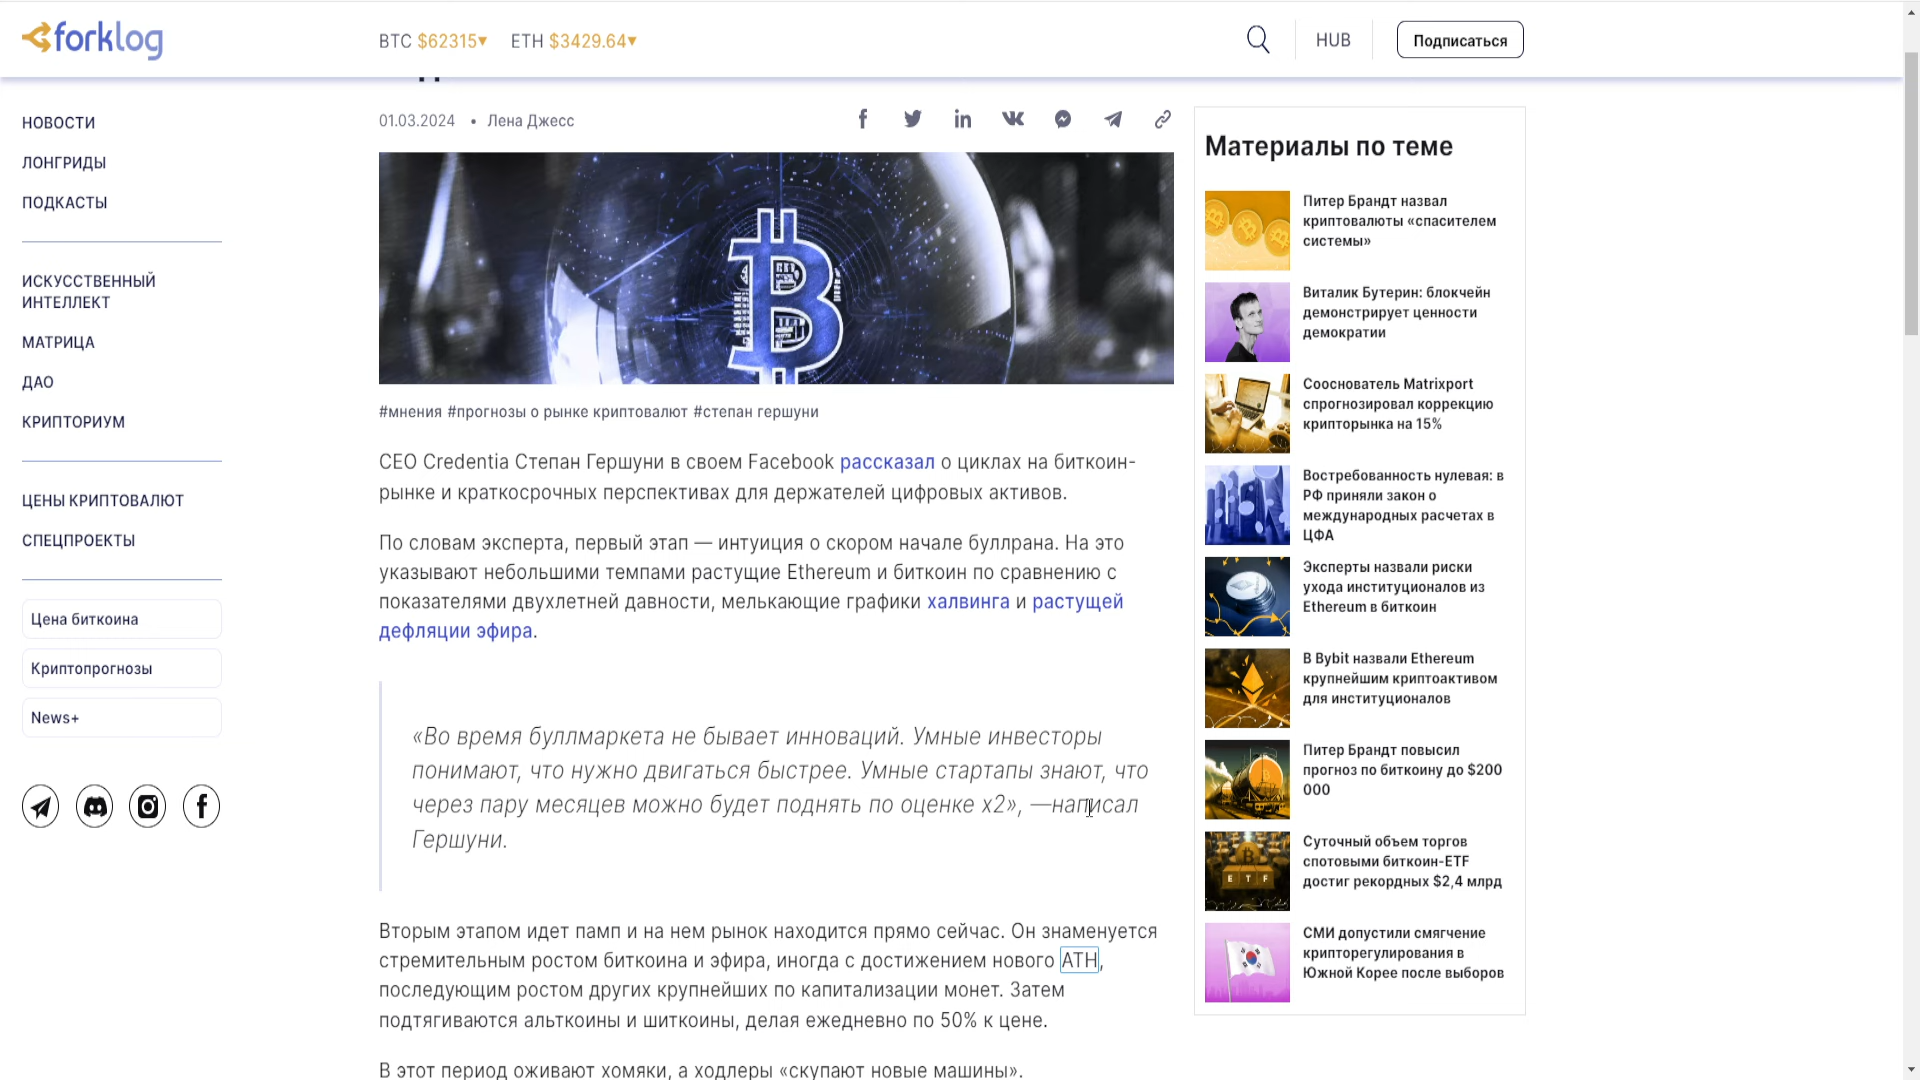 forklog
BTC $62315▾ ETH $3429.64▾
HUB
Подписаться
НОВОСТИ
ЛОНГРИДЫ
ПОДКАСТЫ
ИСКУССТВЕННЫЙ
ИНТЕЛЛЕКТ
МАТРИЦА
ДАО
КРИПТОРИУМ
ЦЕНЫ КРИПТОВАЛЮТ
СПЕЦПРОЕКТЫ
Цена биткоина
Криптопрогнозы
News+
01.03.2024 • Лена Джесс
#мнения #прогнозы о рынке криптовалют #степан гершуни
CEO Credentia Степан Гершуни в своем Facebook рассказал о циклах на биткоин-
рынке и краткосрочных перспективах для держателей цифровых активов.
По словам эксперта, первый этап — интуиция о скором начале буллрана. На это
указывают небольшими темпами растущие Ethereum и биткоин по сравнению с
показателями двухлетней давности, мелькающие графики халвинга и растущей
дефляции эфира.
«Во время буллмаркета не бывает инноваций. Умные инвесторы
понимают, что нужно двигаться быстрее. Умные стартапы знают, что
через пару месяцев можно будет поднять по оценке x2», —написал
Гершуни.
Вторым этапом идет памп и на нем рынок находится прямо сейчас. Он знаменуется
стремительным ростом биткоина и эфира, иногда с достижением нового ATH,
последующим ростом других крупнейших по капитализации монет. Затем
подтягиваются альткоины и шиткоины, делая ежедневно по 50% к цене.
В этот период оживают хомяки, а ходлеры «скупают новые машины».
Материалы по теме
Питер Брандт назвал
криптовалюты «спасителем
системы»
Виталик Бутерин: блокчейн
демонстрирует ценности
демократии
Сооснователь Matrixport
спрогнозировал коррекцию
крипторынка на 15%
Востребованность нулевая: в
РФ приняли закон о
международных расчетах в
ЦФА
Эксперты назвали риски
ухода институционалов из
Ethereum в биткоин
В Bybit назвали Ethereum
крупнейшим криптоактивом
для институционалов
Питер Брандт повысил
прогноз по биткоину до $200
000
ETF
Суточный объем торгов
спотовыми биткоин-ETF
достиг рекордных $2,4 млрд
СМИ допустили смягчение
крипторегулирования в
Южной Корее после выборов